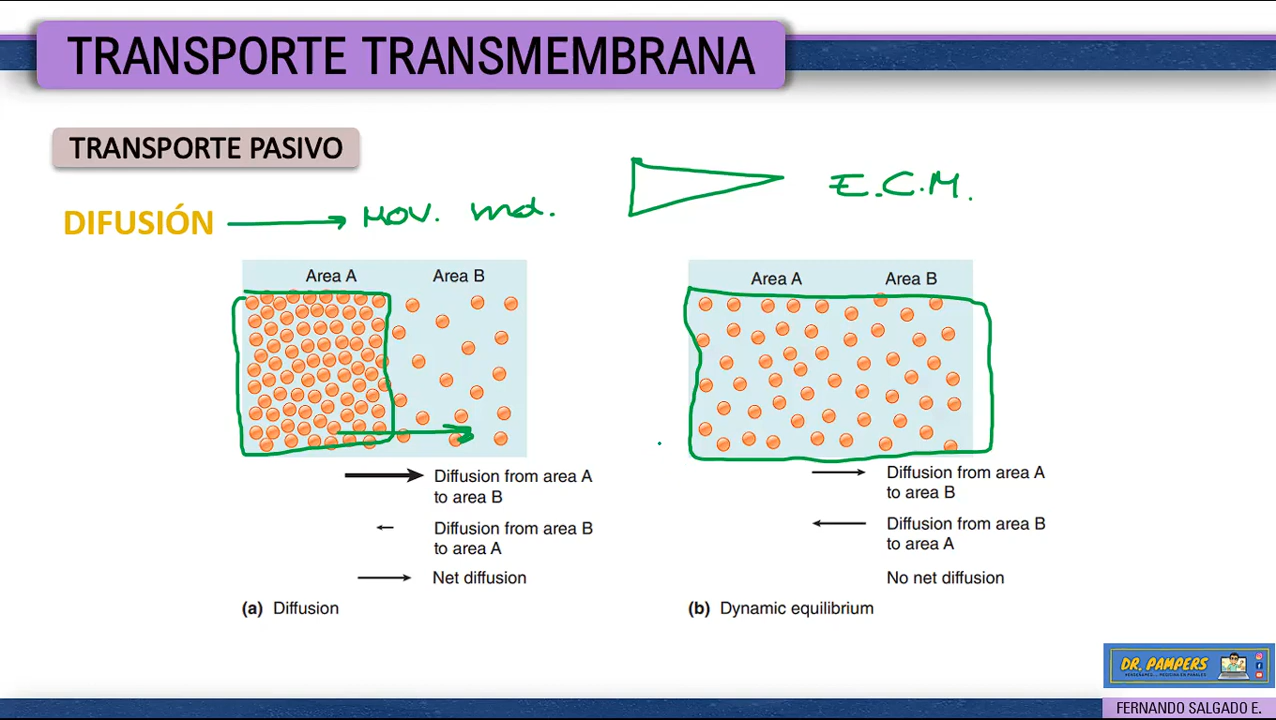 TRANSPORTE TRANSMEMBRANA
TRANSPORTE PASIVO
DIFUSIÓN
MOV. mol.
E.C.M.
Area A Area B
Diffusion from area A
to area B
Diffusion from area B
to area A
Net diffusion
(a) Diffusion
Area A Area B
Diffusion from area A
to area B
Diffusion from area B
to area A
No net diffusion
(b) Dynamic equilibrium
DR. PAMPERS
FERNANDO SALGADO E.